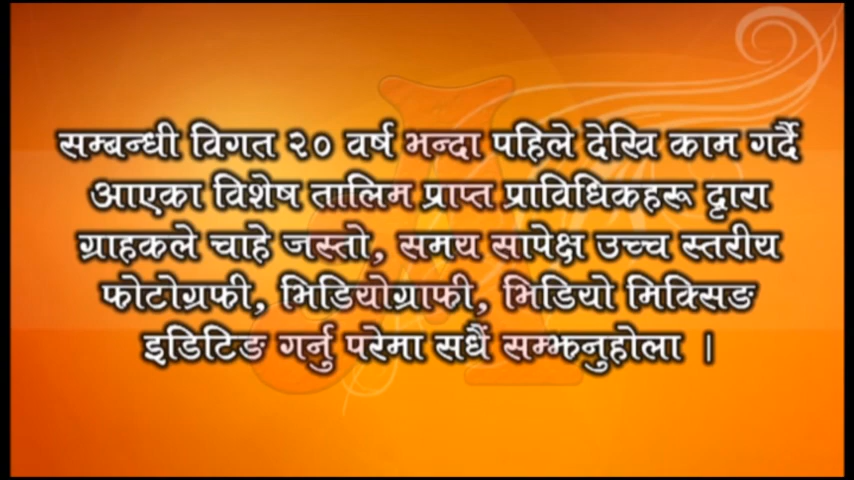 सम्बन्धी विगत २० वर्ष भन्दा पहिले देखि काम गर्दै
आएका विशेष तालिम प्राप्त प्राविधिकहरू द्वारा
ग्राहकले चाहे जस्तो, समय सापेक्ष उच्च स्तरीय
फोटोग्रफी, भिडियोग्राफी, भिडियो मिक्सिङ
इडिटिङ गर्नु परेमा सधैं सम्झनुहोला ।